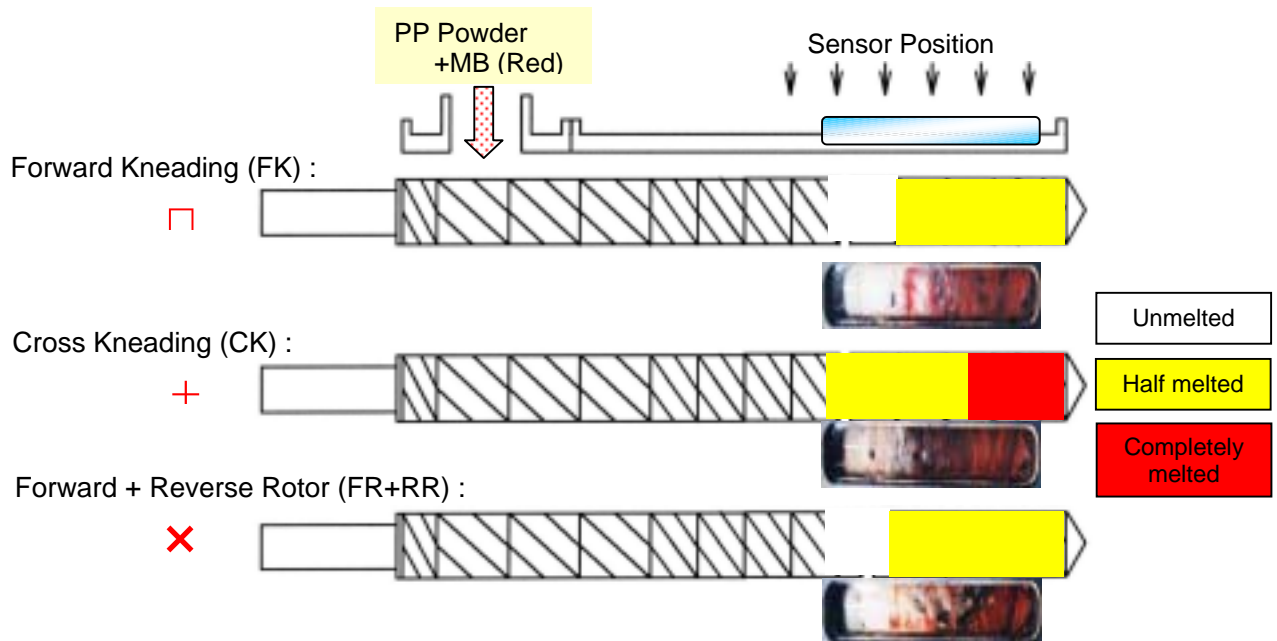 PP Powder
+MB (Red)
Sensor Position
Forward Kneading (FK) :
Unmelted
Cross Kneading (CK) :
Half melted
Completely
melted
Forward + Reverse Rotor (FR+RR) :